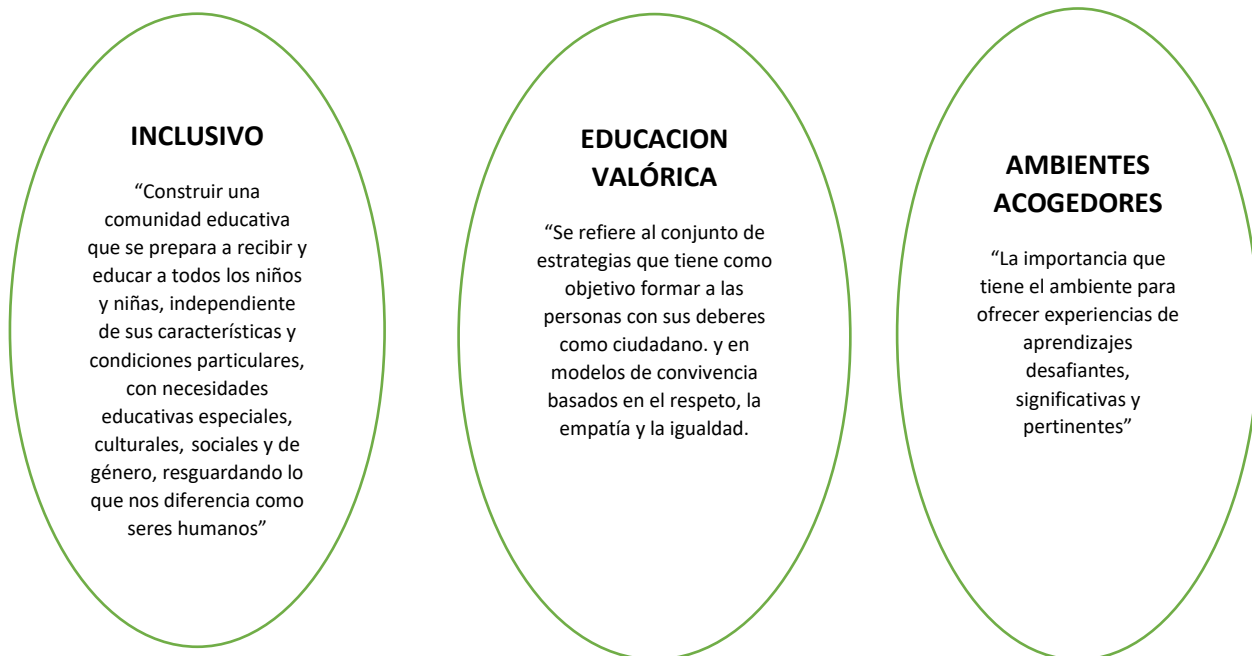 INCLUSIVO
“Construir una
comunidad educativa
que se prepara a recibir y
educar a todos los niños
y niñas, independiente
de sus características y
condiciones particulares,
con necesidades
educativas especiales,
culturales, sociales y de
género, resguardando lo
que nos diferencia como
seres humanos”
EDUCACION
VALÓRICA
“Se refiere al conjunto de
estrategias que tiene como
objetivo formar a las
personas con sus deberes
como ciudadano. y en
modelos de convivencia
basados en el respeto, la
empatía y la igualdad.
AMBIENTES
ACOGEDORES
“La importancia que
tiene el ambiente para
ofrecer experiencias de
aprendizajes
desafiantes,
significativas y
pertinentes”